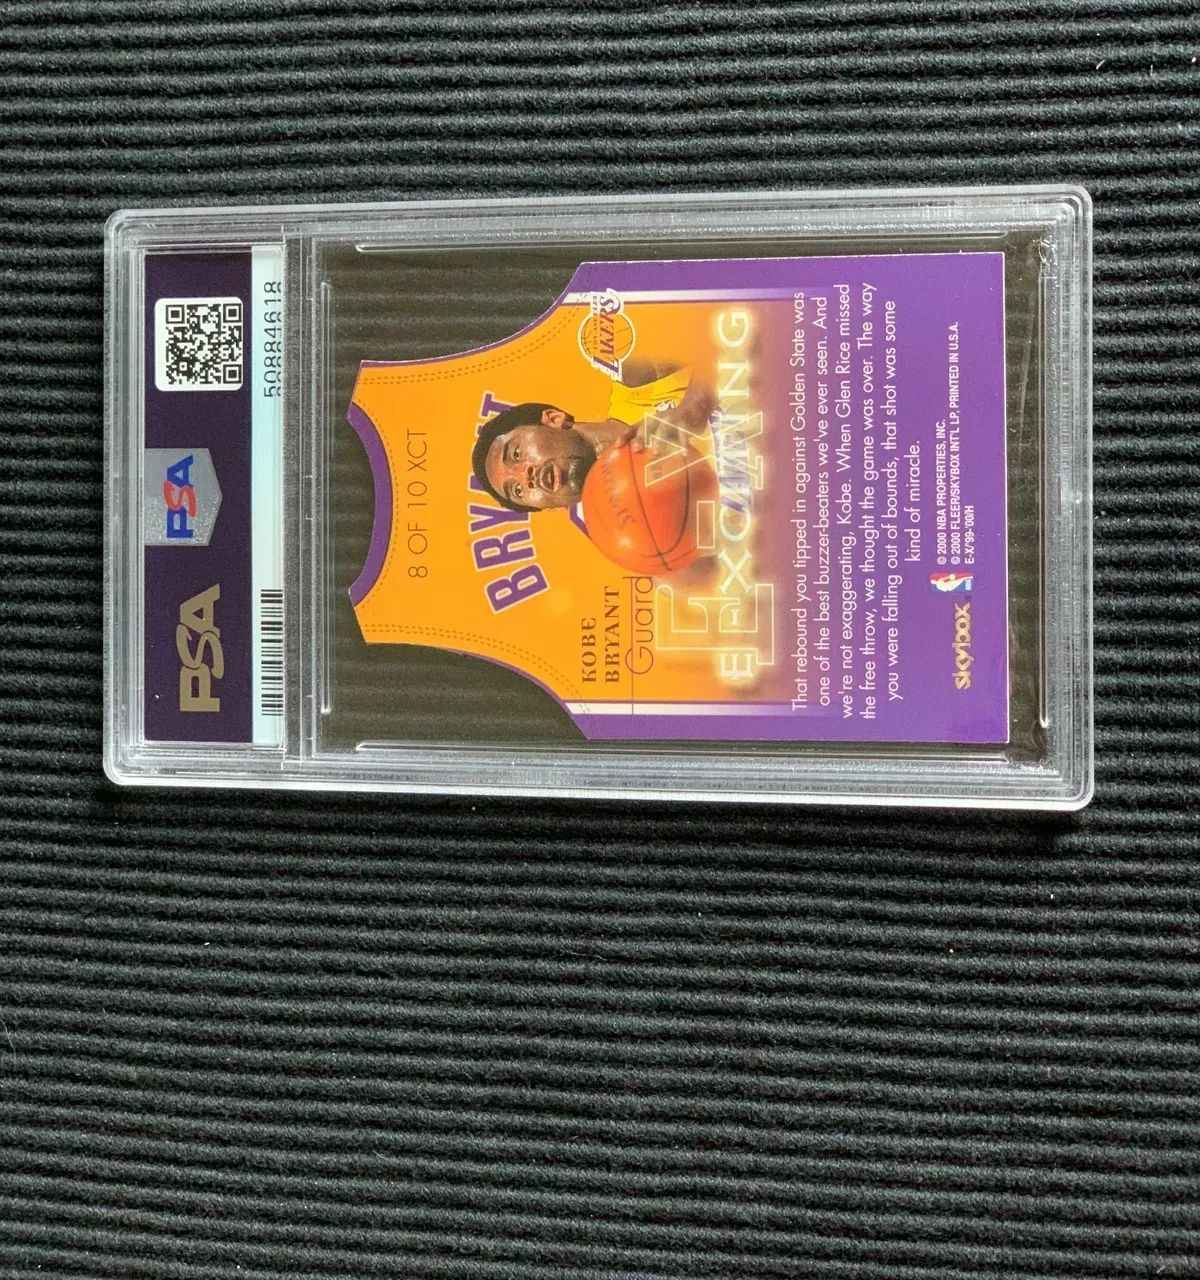 PSA
PSA
50884618
8 OF 10 XCT
BRYANT
LAKERS
KOBE
BRYANT
Guard
E-XCITING
That rebound you tipped in against Golden State was
one of the best buzzer-beaters we've ever seen. And
we're not exaggerating, Kobe. When Glen Rice missed
the free throw, we thought the game was over. The way
you were falling out of bounds, that shot was some
kind of miracle.
skybox
© 2000 NBA PROPERTIES, INC.
© 2000 FLEER/SKYBOX INT'L LP, PRINTED IN U.S.A.
E-X/'99-'00/H